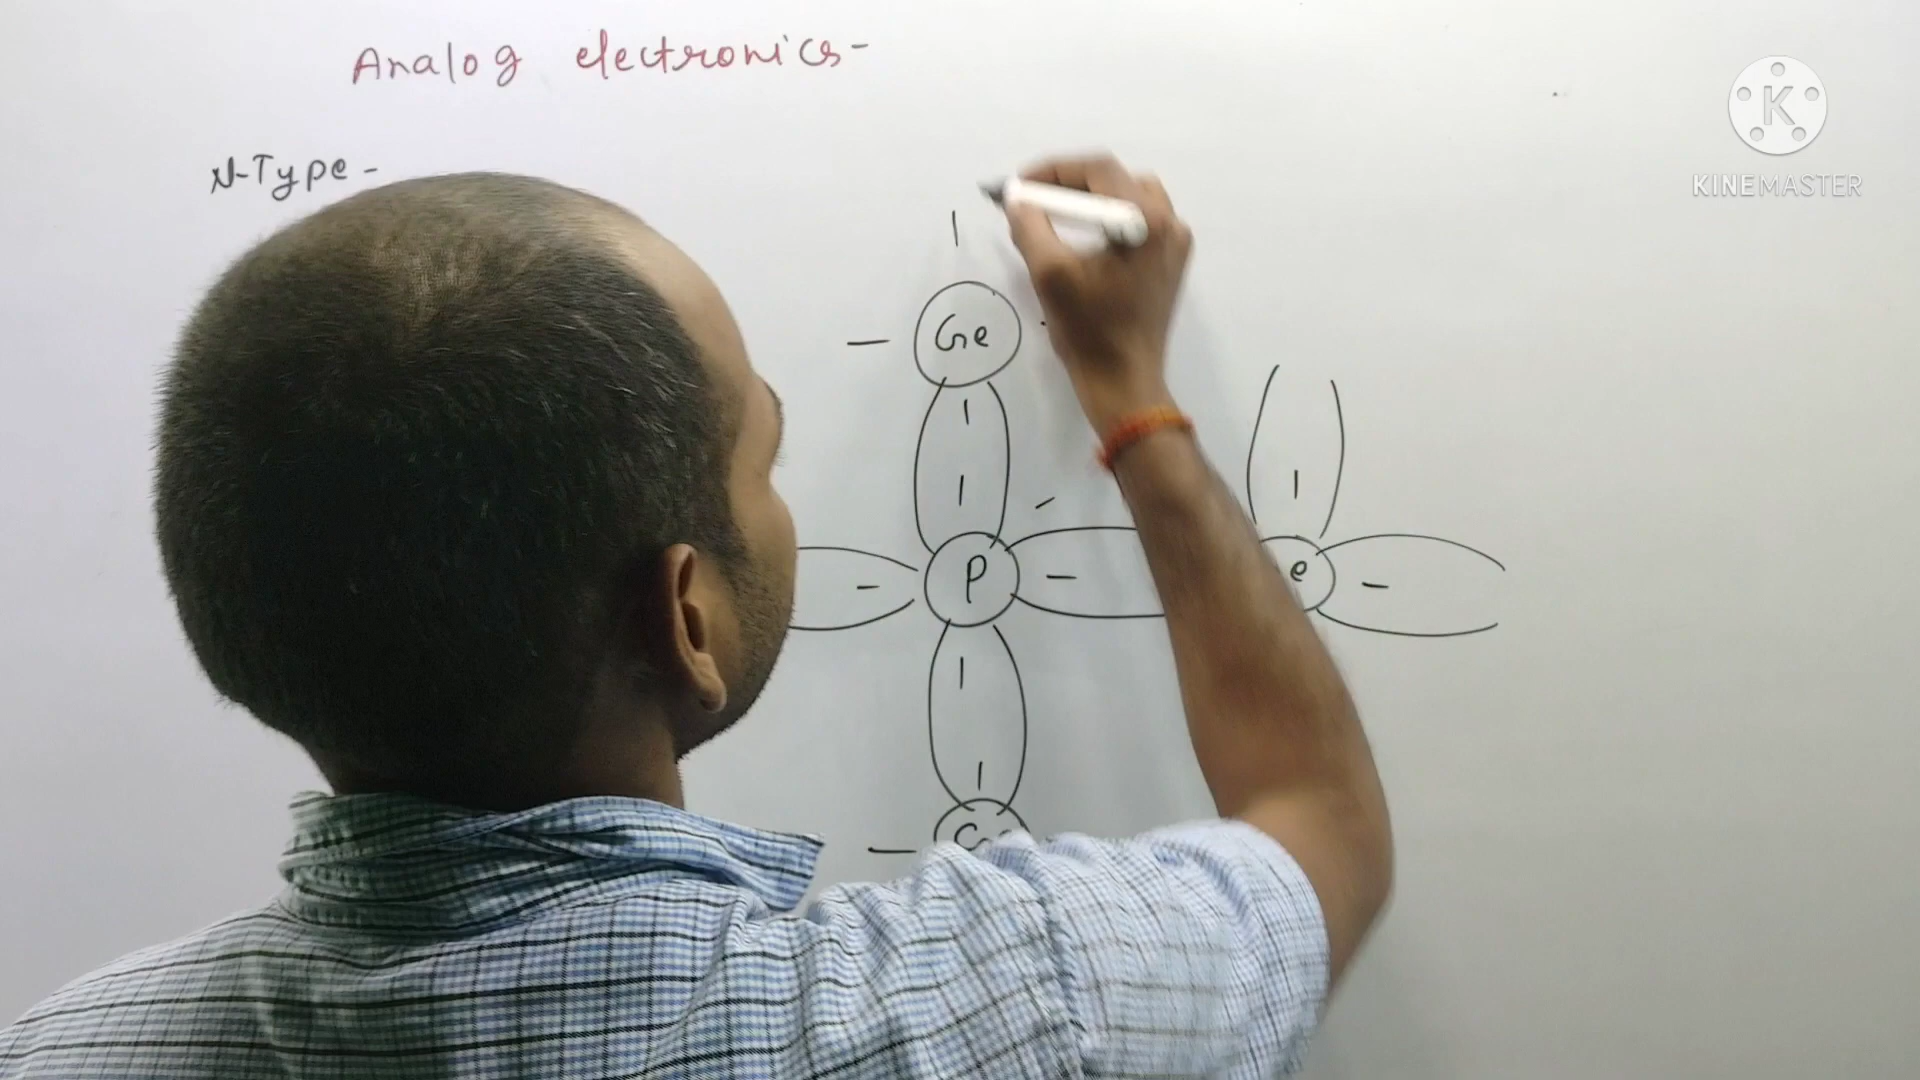 Analog electronics-
N-Type-
KINEMASTER
Ge
P
e